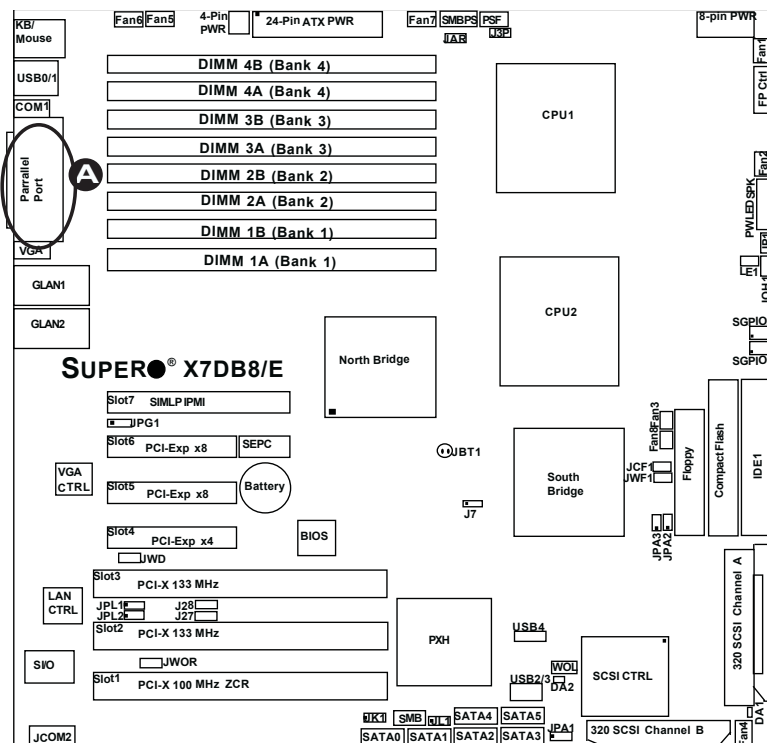 KB/
Mouse
Fan6
Fan5
4-Pin
PWR
24-Pin ATX PWR
Fan7
SMBPS
PSF
JAR
J3P
8-pin PWR
Fan1
FP Ctrl
USB0/1
COM1
Parrallel
Port
A
VGA
GLAN1
GLAN2
DIMM 4B (Bank 4)
DIMM 4A (Bank 4)
DIMM 3B (Bank 3)
DIMM 3A (Bank 3)
DIMM 2B (Bank 2)
DIMM 2A (Bank 2)
DIMM 1B (Bank 1)
DIMM 1A (Bank 1)
CPU1
CPU2
Fan2
PWLED SPK
JP1
LE1
JOH1
SGPIO
SGPIO
SUPER® X7DB8/E
North Bridge
Slot7 SIMLP IPMI
JPG1
Slot6
PCI-Exp x8
SEPC
VGA
CTRL
Slot5
PCI-Exp x8
Battery
Slot4
PCI-Exp x4
BIOS
JWD
JBT1
J7
South
Bridge
Fan8
Fan3
JCF1
JWF1
JPA3
JPA2
Floppy
Compact Flash
IDE1
Slot3
PCI-X 133 MHz
LAN
CTRL
JPL1
JPL2
J28
J27
Slot2
PCI-X 133 MHz
JWOR
SI/O
Slot1
PCI-X 100 MHz ZCR
PXH
USB4
USB2/3
WOL
DA2
SCSI CTRL
320 SCSI Channel A
DA1
JCOM2
JK1
SMB
JL1
SATA4
SATA5
SATA0
SATA1
SATA2
SATA3
JPA1
320 SCSI Channel B
Fan4